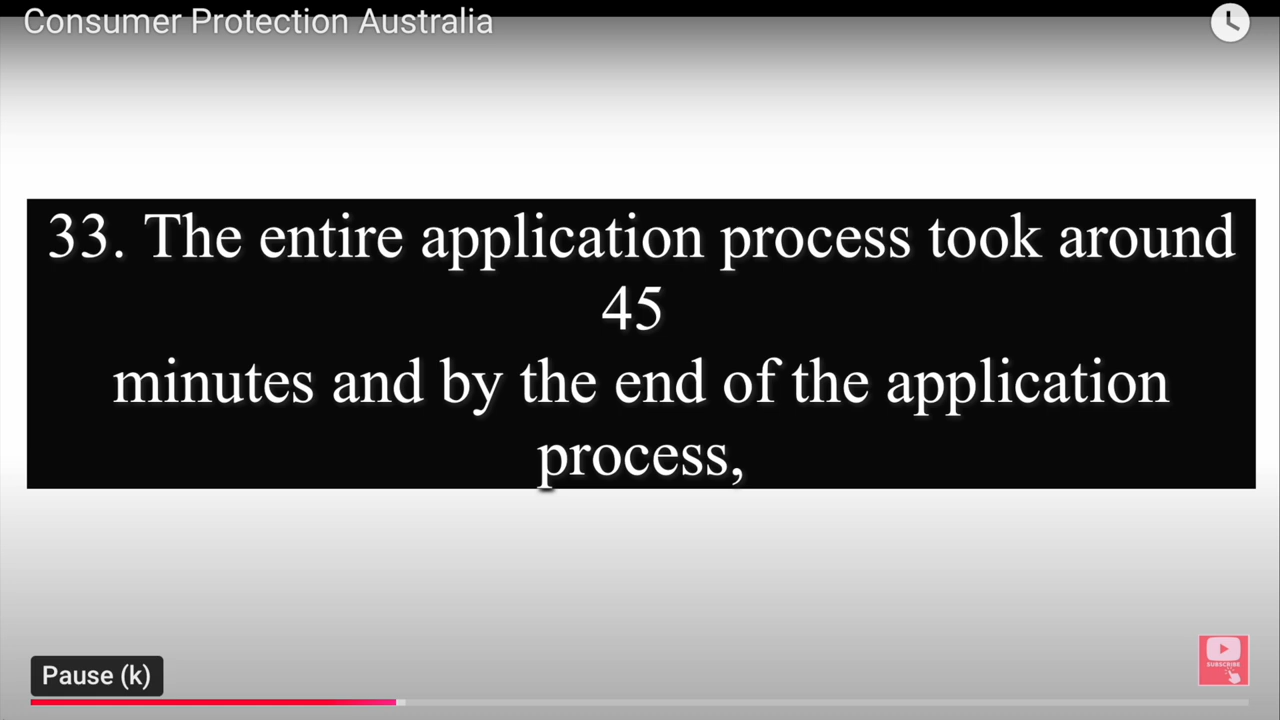 Consumer Protection Australia
33. The entire application process took around
45
minutes and by the end of the application
process,
SUBSCRIBE
Pause (k)